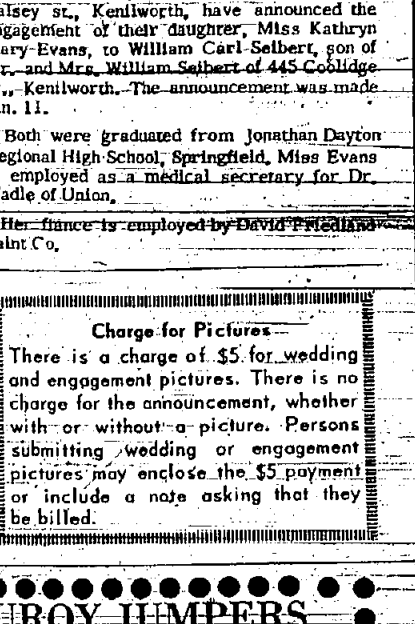 alsey st., Kenilworth, have announced the
gagement of their daughter, Miss Kathryn
ary Evans, to William Carl Seibert, son of
r. and Mrs. William Seibert of 445 Coolidge
., Kenilworth. The announcement was made
n. 11.
Both were graduated from Jonathan Dayton
egional High School, Springfield. Miss Evans
employed as a medical secretary for Dr.
adle of Union.
Her fiance is employed by David Friedland
aint Co.
Charge for Pictures
There is a charge of $5 for wedding
and engagement pictures. There is no
charge for the announcement, whether
with or without a picture. Persons
submitting wedding or engagement
pictures may enclose the $5 payment
or include a note asking that they
be billed.
UROY JUMPERS